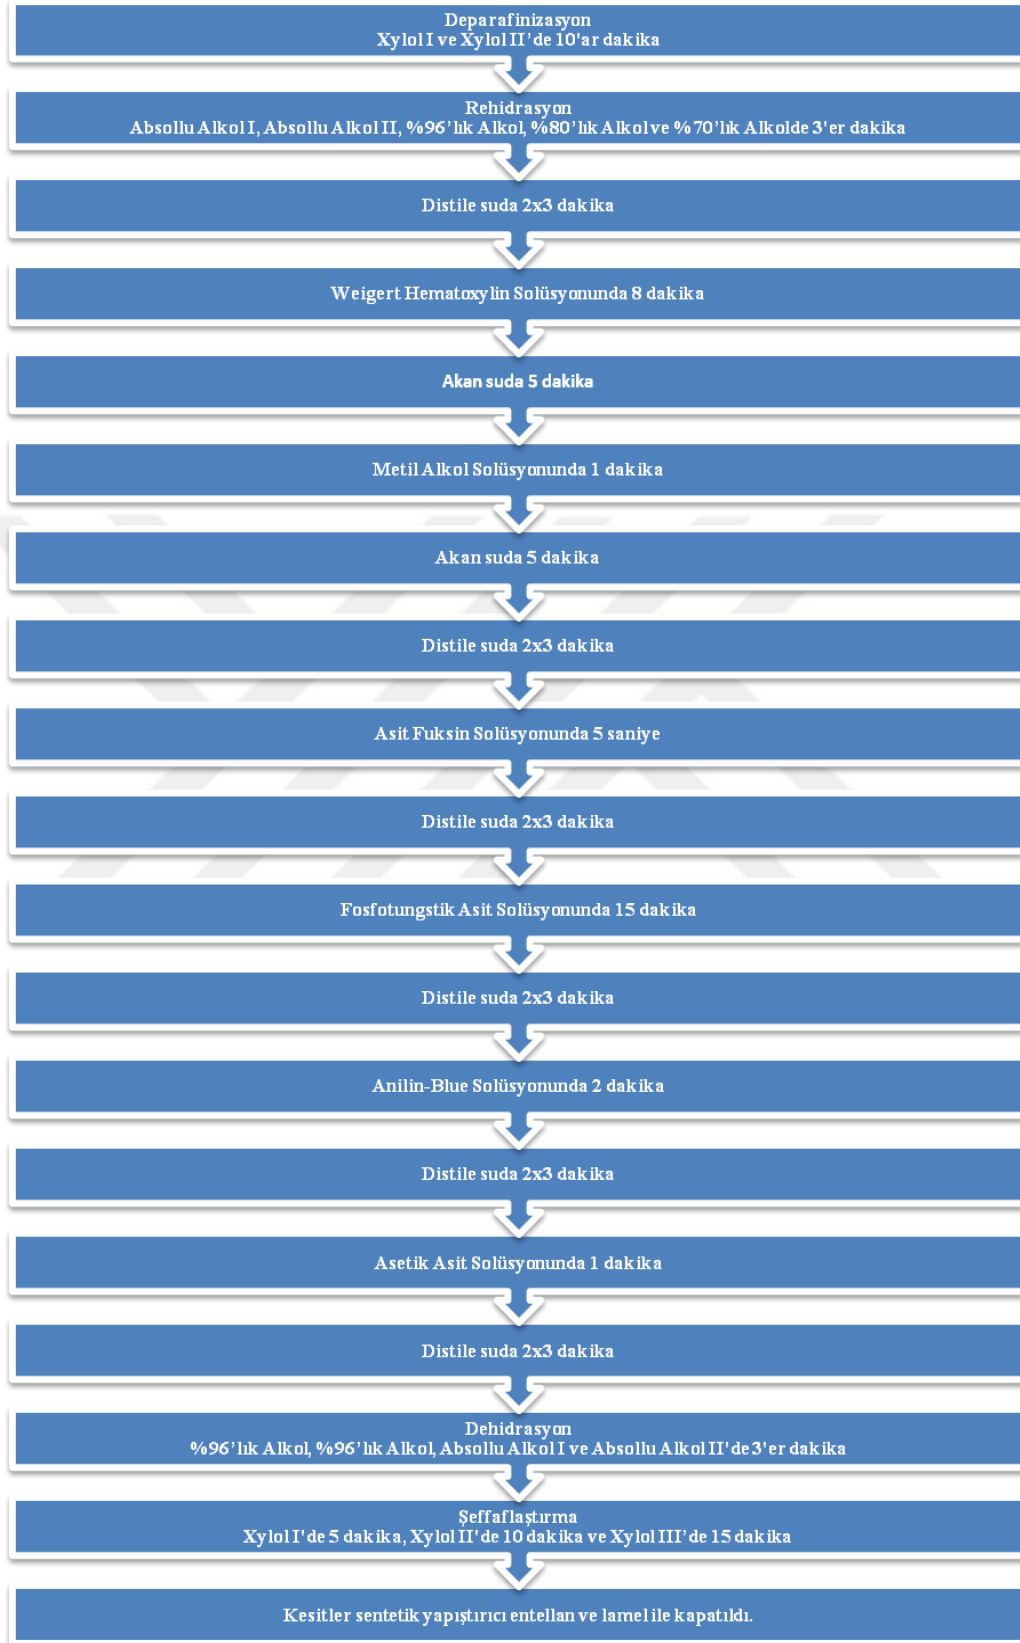 Deparafinizasyon
Xylol I ve Xylol II’de 10'ar dakika
Rehidrasyon
Absollu Alkol I, Absollu Alkol II, %96’lık Alkol, %80’lik Alkol ve %70’lik Alkolde 3'er dakika
Distile suda 2x3 dakika
Weigert Hematoxylin Solüsyonunda 8 dakika
Akan suda 5 dakika
Metil Alkol Solüsyonunda 1 dakika
Akan suda 5 dakika
Distile suda 2x3 dakika
Asit Fuksin Solüsyonunda 5 saniye
Distile suda 2x3 dakika
Fosfotungstik Asit Solüsyonunda 15 dakika
Distile suda 2x3 dakika
Anilin-Blue Solüsyonunda 2 dakika
Distile suda 2x3 dakika
Asetik Asit Solüsyonunda 1 dakika
Distile suda 2x3 dakika
Dehidrasyon
%96’lık Alkol, %96’lık Alkol, Absollu Alkol I ve Absollu Alkol II'de 3'er dakika
Şeffaflaştırma
Xylol I'de 5 dakika, Xylol II'de 10 dakika ve Xylol III’de 15 dakika
Kesitler sentetik yapıştırıcı entellan ve lamel ile kapatıldı.